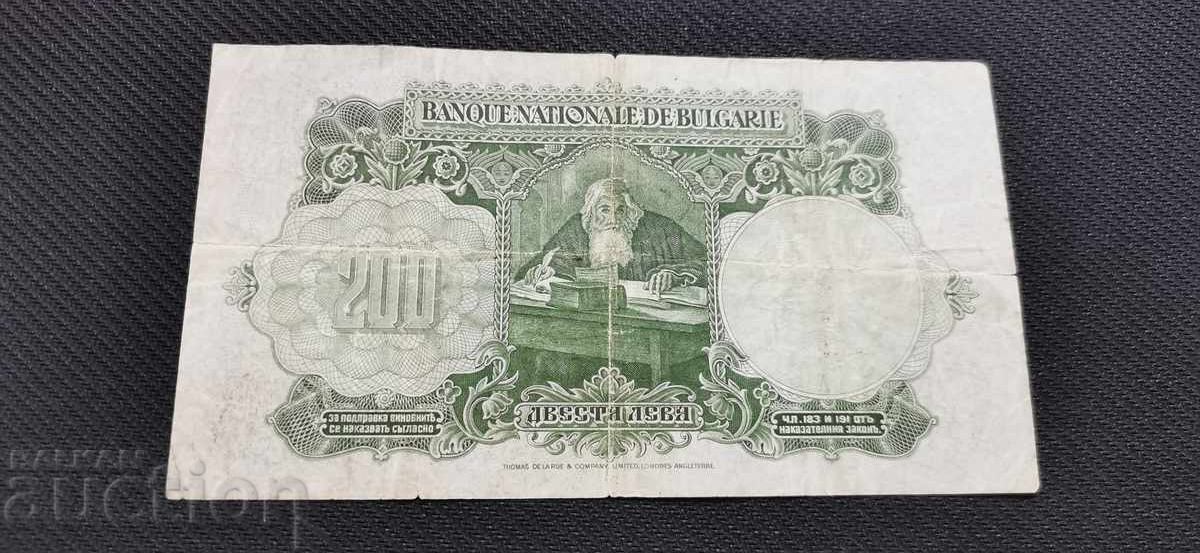 BANQUE NATIONALE DE BULGARIE
200
ДВЕСТА ЛЕВА
за подправка виновнитѣ
се наказватъ съгласно
Ч.Л. 183 и 191 отъ
наказателния законъ.
THOMAS DE LA RUE & COMPANY, LIMITED, LONDRES ANGLETERRE.
auction